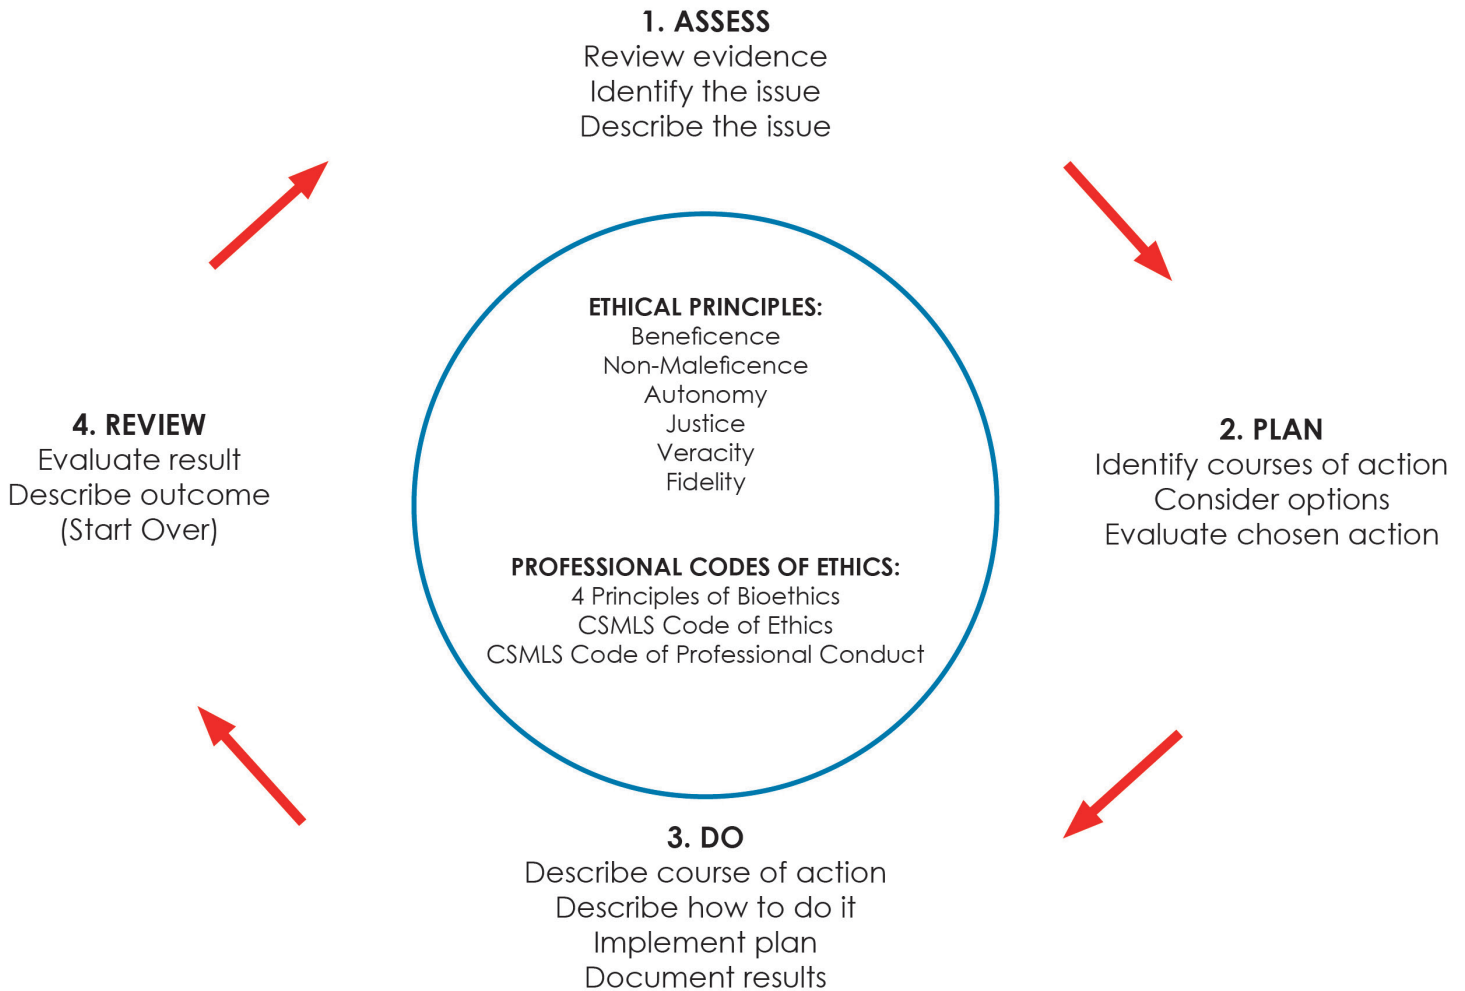 1. ASSESS
Review evidence
Identify the issue
Describe the issue
ETHICAL PRINCIPLES:
Beneficence
Non-Maleficence
Autonomy
Justice
Veracity
Fidelity
PROFESSIONAL CODES OF ETHICS:
4 Principles of Bioethics
CSMLS Code of Ethics
CSMLS Code of Professional Conduct
2. PLAN
Identify courses of action
Consider options
Evaluate chosen action
3. DO
Describe course of action
Describe how to do it
Implement plan
Document results
4. REVIEW
Evaluate result
Describe outcome
(Start Over)